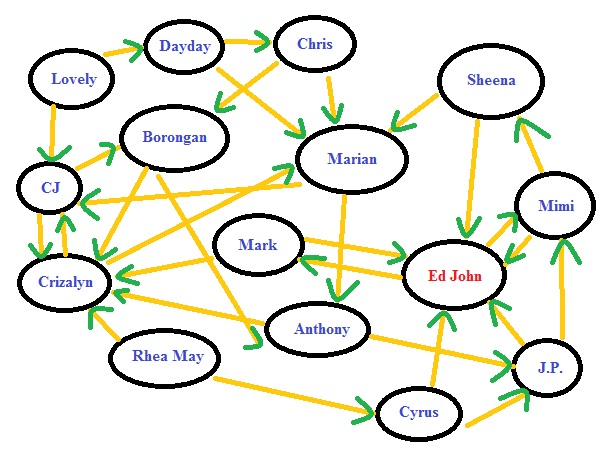 Lovely
Dayday
Chris
Sheena
Borongan
Marian
CJ
Mimi
Mark
Crizalyn
Ed John
Anthony
Rhea May
J.P.
Cyrus